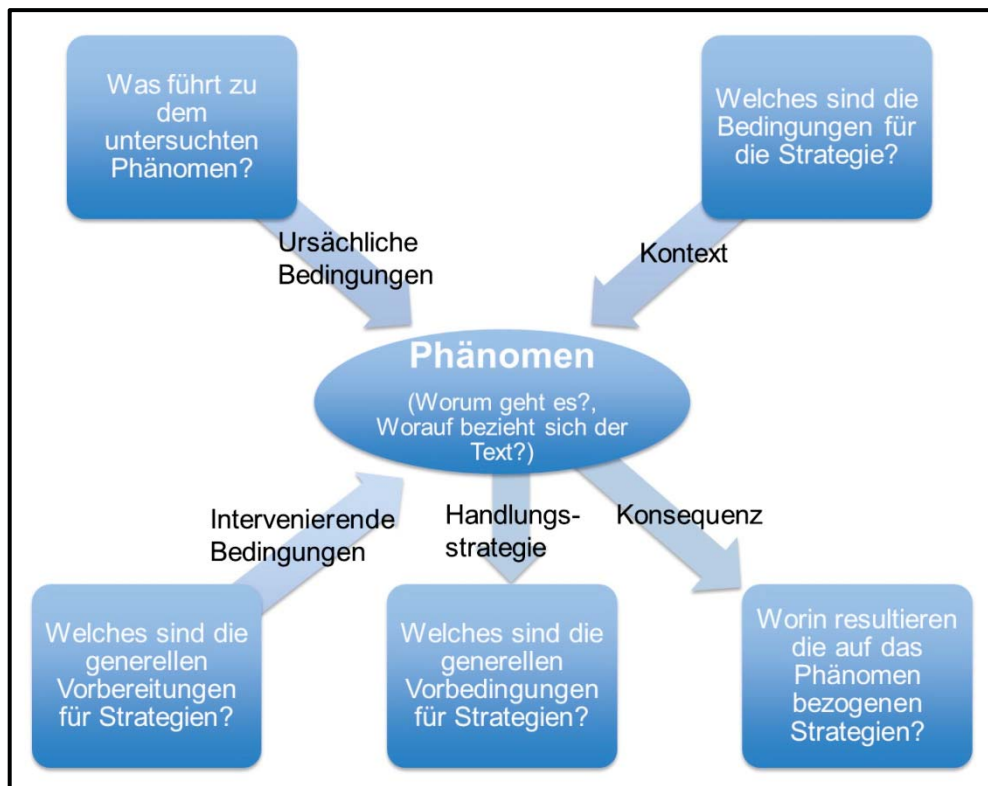 Was führt zu
dem
untersuchten
Phänomen?
Welches sind die
Bedingungen für
die Strategie?
Ursächliche
Bedingungen
Kontext
Phänomen
(Worum geht es?,
Worauf bezieht sich der
Text?)
Intervenierende
Bedingungen
Handlungs-
strategie
Konsequenz
Welches sind die
generellen
Vorbereitungen
für Strategien?
Welches sind die
generellen
Vorbedingungen
für Strategien?
Worin resultieren
die auf das
Phänomen
bezogenen
Strategien?